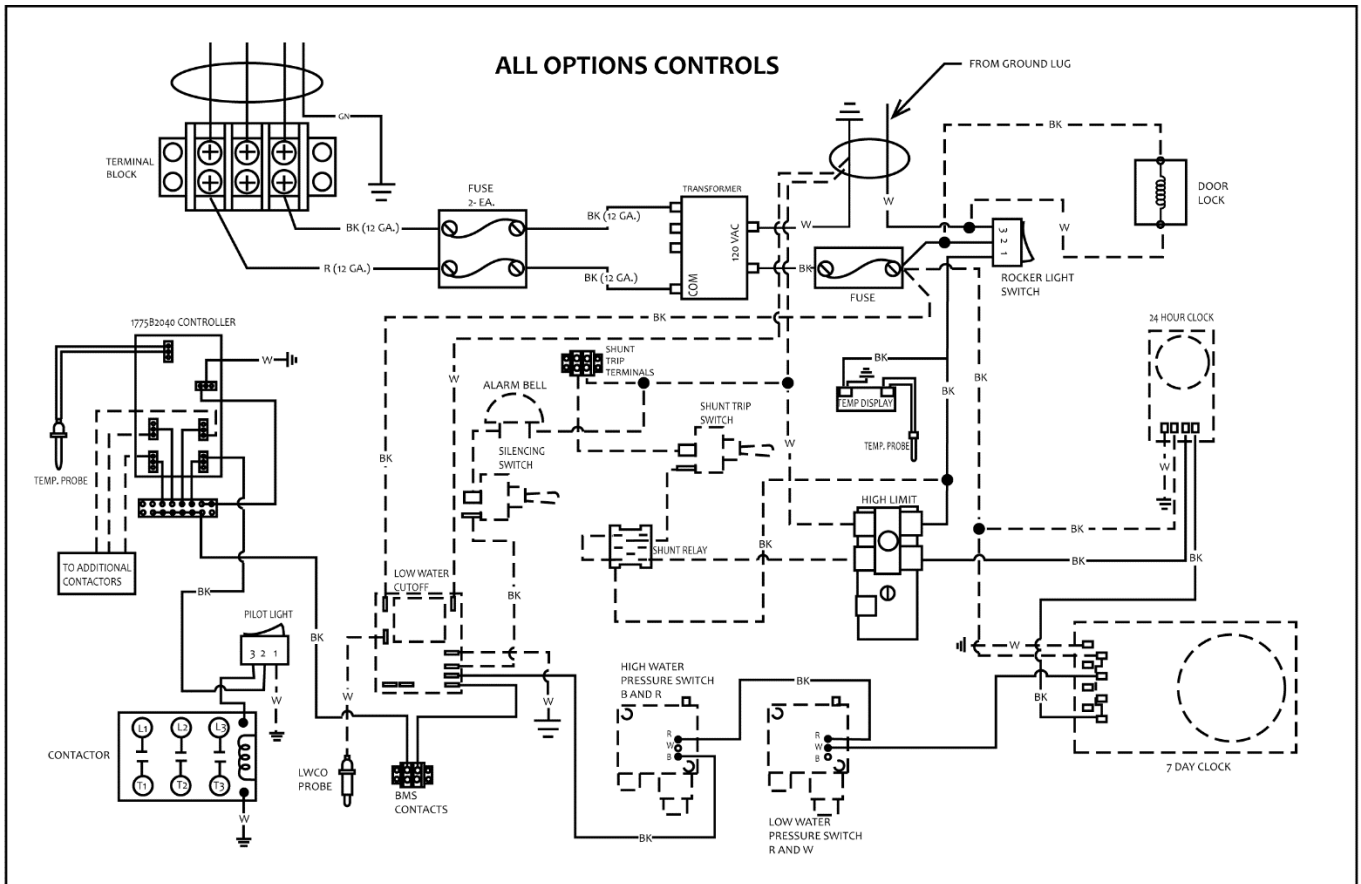 ALL OPTIONS CONTROLS
FROM GROUND LUG
GN
BK
TERMINAL
BLOCK
FUSE
2- EA.
TRANSFORMER
DOOR
LOCK
BK (12 GA.)
BK (12 GA.)
W
W
W
3
2
1
120 VAC
R (12 GA.)
BK (12 GA.)
COM
BK
FUSE
ROCKER LIGHT
SWITCH
BK
1775B2040 CONTROLLER
24 HOUR CLOCK
W
SHUNT
TRIP
TERMINALS
BK
W
ALARM BELL
BK
BK
TEMP DISPLAY
SHUNT TRIP
SWITCH
W
TEMP. PROBE
SILENCING
SWITCH
BK
TEMP. PROBE
W
HIGH LIMIT
BK
SHUNT RELAY
BK
BK
BK
TO ADDITIONAL
CONTACTORS
LOW WATER
CUTOFF
BK
BK
PILOT LIGHT
BK
3 2 1
W
HIGH WATER
PRESSURE SWITCH
B AND R
BK
BK
W
W
W
L1
L2
L3
R
W
B
R
W
B
CONTACTOR
7 DAY CLOCK
LWCO
PROBE
T1
T2
T3
BMS
CONTACTS
W
LOW WATER
PRESSURE SWITCH
R AND W
BK